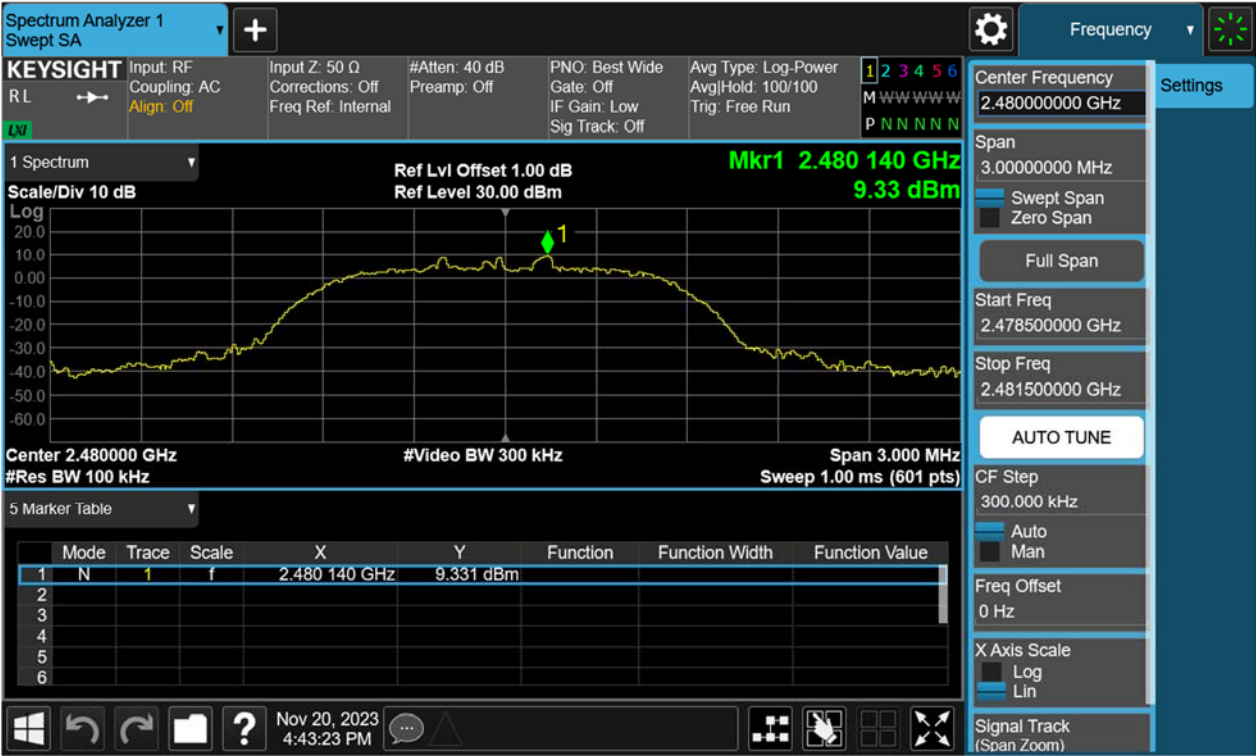 Spectrum Analyzer 1
Swept SA
Frequency
KEYSIGHT
R L
LXI
Input: RF
Coupling: AC
Align: Off
Input Z: 50 Ω
Corrections: Off
Freq Ref: Internal
#Atten: 40 dB
Preamp: Off
PNO: Best Wide
Gate: Off
IF Gain: Low
Sig Track: Off
Avg Type: Log-Power
Avg|Hold: 100/100
Trig: Free Run
1 2 3 4 5 6
M W W W W W
P N N N N N
1 Spectrum
Scale/Div 10 dB
Ref Lvl Offset 1.00 dB
Ref Level 30.00 dBm
Mkr1 2.480 140 GHz
9.33 dBm
Log
20.0
10.0
0.00
-10.0
-20.0
-30.0
-40.0
-50.0
-60.0
1
Center 2.480000 GHz
#Res BW 100 kHz
#Video BW 300 kHz
Span 3.000 MHz
Sweep 1.00 ms (601 pts)
5 Marker Table
Mode Trace Scale X Y Function Function Width Function Value
1 N 1 f 2.480 140 GHz 9.331 dBm
2
3
4
5
6
Nov 20, 2023
4:43:23 PM
Center Frequency
2.480000000 GHz
Span
3.00000000 MHz
Swept Span
Zero Span
Full Span
Start Freq
2.478500000 GHz
Stop Freq
2.481500000 GHz
AUTO TUNE
CF Step
300.000 kHz
Auto
Man
Freq Offset
0 Hz
X Axis Scale
Log
Lin
Signal Track
(Span Zoom)
Settings